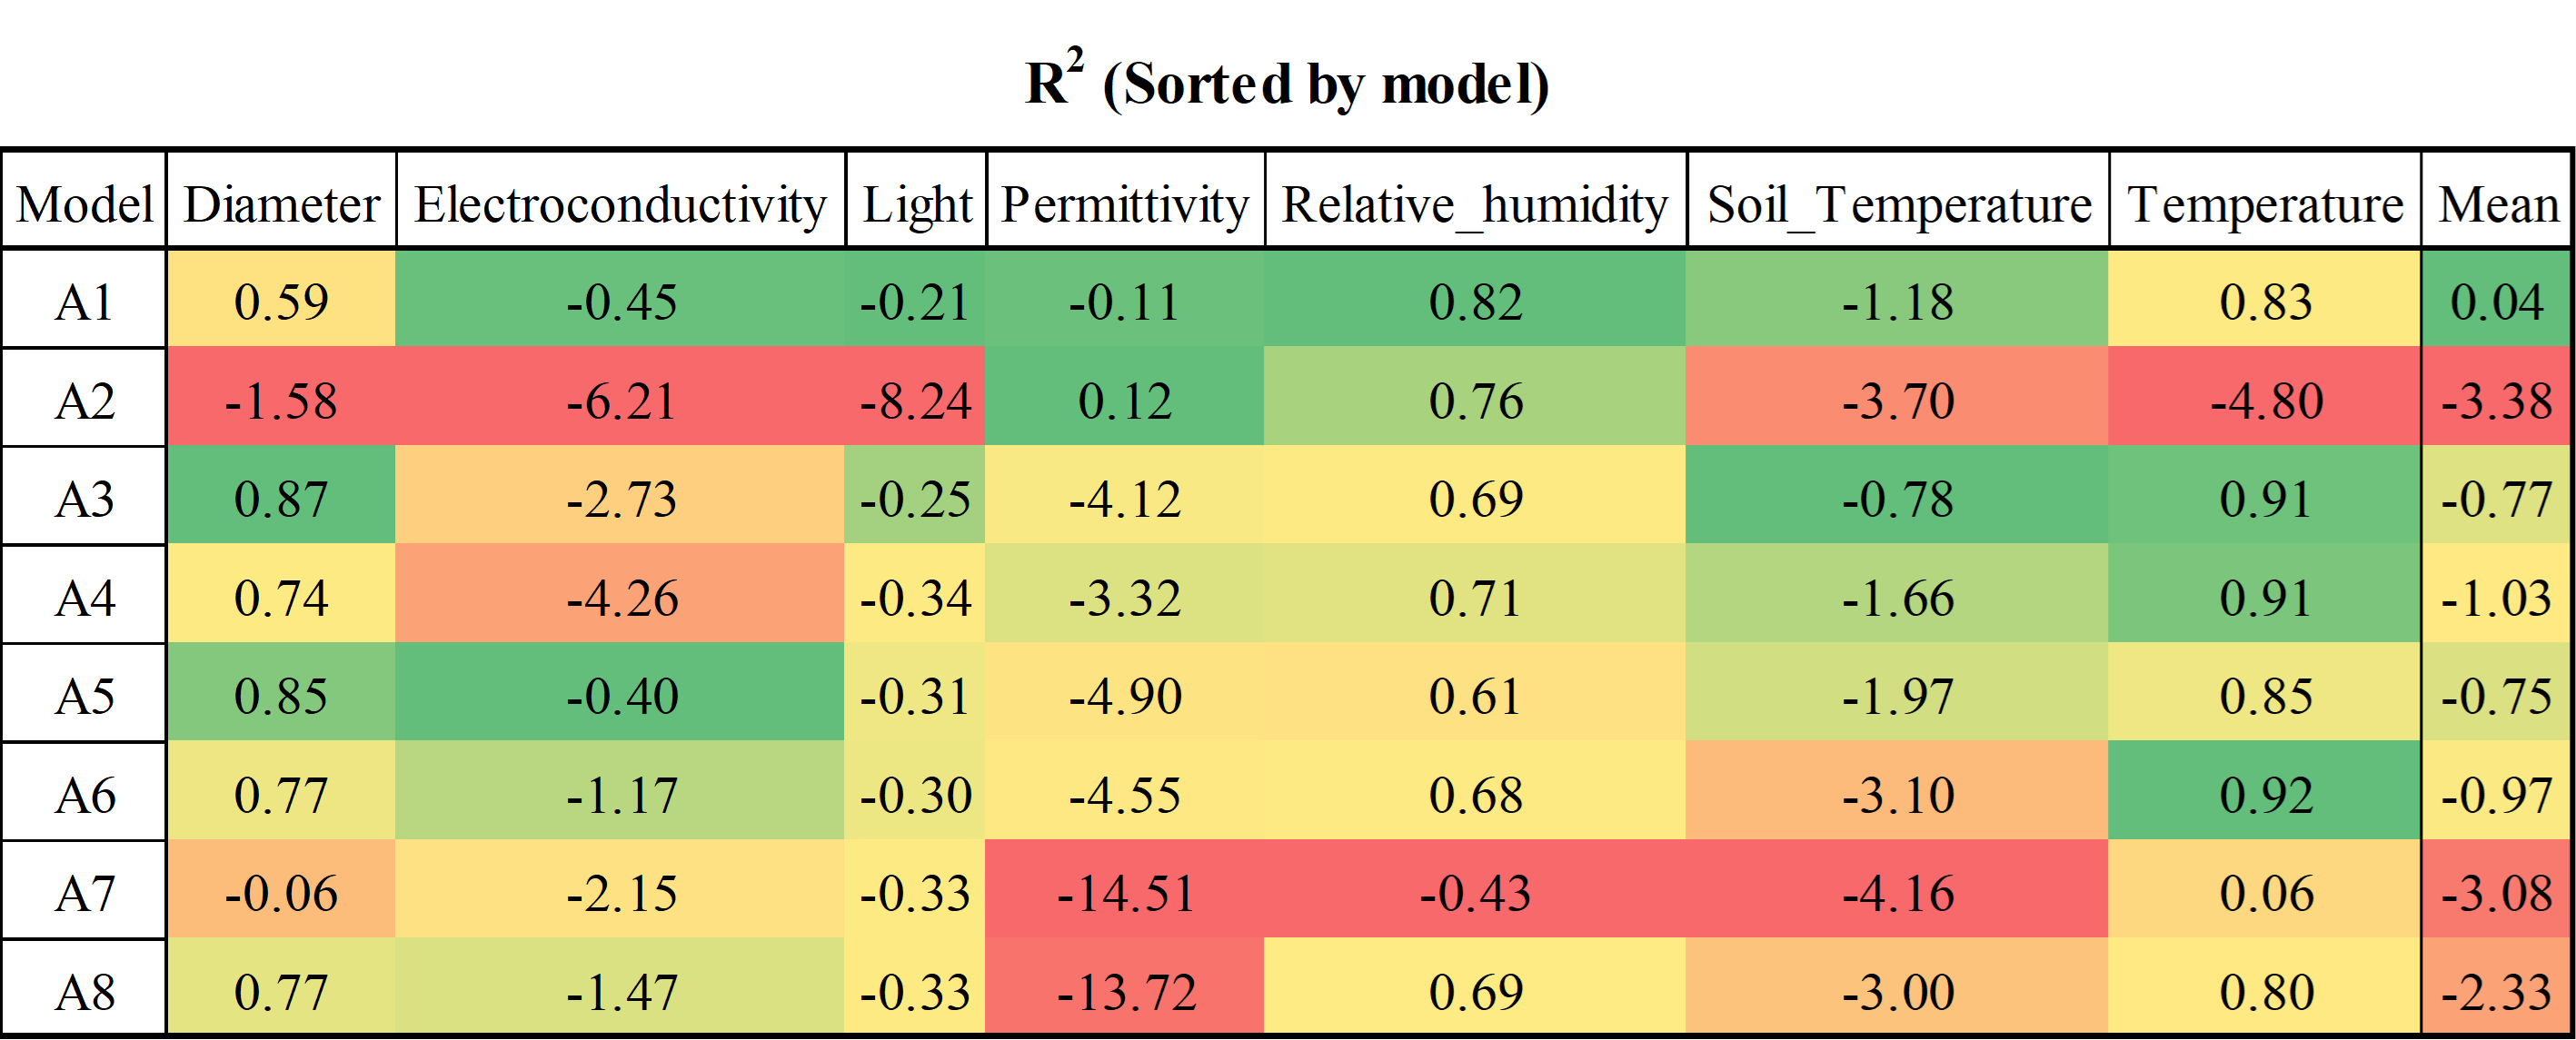 R² (Sorted by model)
Model Diameter Electroconductivity Light Permittivity Relative_humidity Soil_Temperature Temperature Mean
A1 0.59 -0.45 -0.21 -0.11 0.82 -1.18 0.83 0.04
A2 -1.58 -6.21 -8.24 0.12 0.76 -3.70 -4.80 -3.38
A3 0.87 -2.73 -0.25 -4.12 0.69 -0.78 0.91 -0.77
A4 0.74 -4.26 -0.34 -3.32 0.71 -1.66 0.91 -1.03
A5 0.85 -0.40 -0.31 -4.90 0.61 -1.97 0.85 -0.75
A6 0.77 -1.17 -0.30 -4.55 0.68 -3.10 0.92 -0.97
A7 -0.06 -2.15 -0.33 -14.51 -0.43 -4.16 0.06 -3.08
A8 0.77 -1.47 -0.33 -13.72 0.69 -3.00 0.80 -2.33